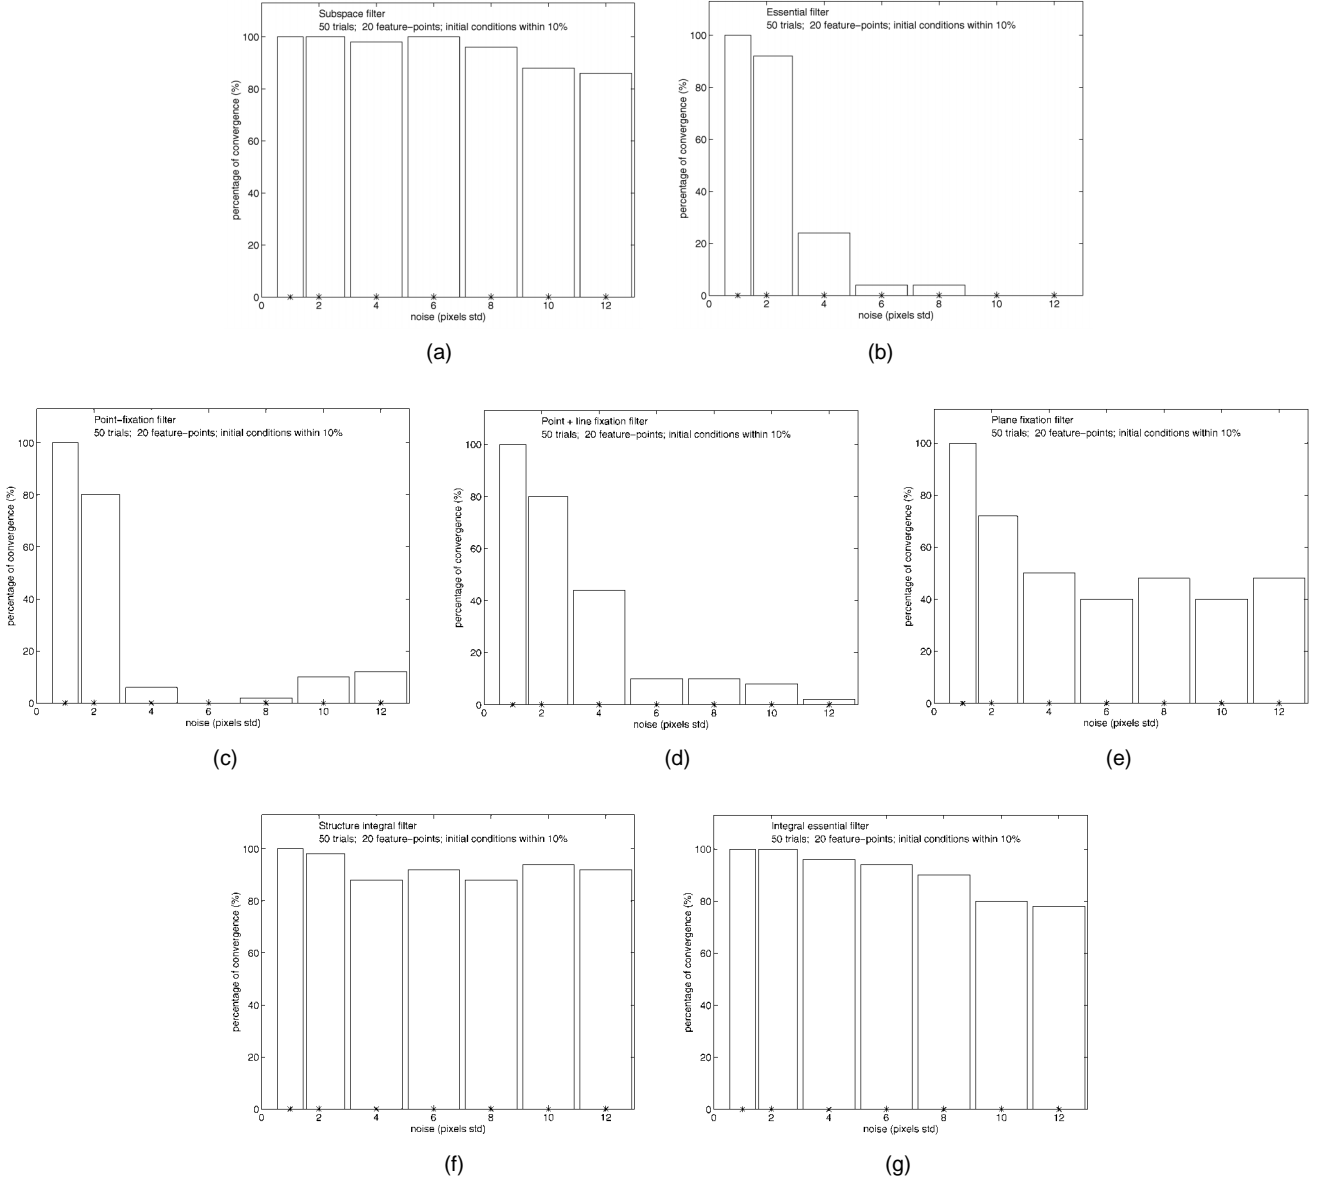 Subspace filter
50 trials;  20 feature-points; initial conditions within 10%
percentage of convergence (%)
100
80
60
40
20
0
0 2 4 6 8 10 12
noise (pixels std)
(a)
Essential filter
50 trials;  20 feature-points; initial conditions within 10%
percentage of convergence (%)
100
80
60
40
20
0
0 2 4 6 8 10 12
noise (pixels std)
(b)
Point-fixation filter
50 trials;  20 feature-points; initial conditions within 10%
percentage of convergence (%)
100
80
60
40
20
0
0 2 4 6 8 10 12
noise (pixels std)
(c)
Point + line fixation filter
50 trials;  20 feature-points; initial conditions within 10%
percentage of convergence (%)
100
80
60
40
20
0
0 2 4 6 8 10 12
noise (pixels std)
(d)
Plane fixation filter
50 trials;  20 feature-points; initial conditions within 10%
percentage of convergence (%)
100
80
60
40
20
0
0 2 4 6 8 10 12
noise (pixels std)
(e)
Structure integral filter
50 trials;  20 feature-points; initial conditions within 10%
percentage of convergence (%)
100
80
60
40
20
0
0 2 4 6 8 10 12
noise (pixels std)
(f)
Integral essential filter
50 trials;  20 feature-points; initial conditions within 10%
percentage of convergence (%)
100
80
60
40
20
0
0 2 4 6 8 10 12
noise (pixels std)
(g)